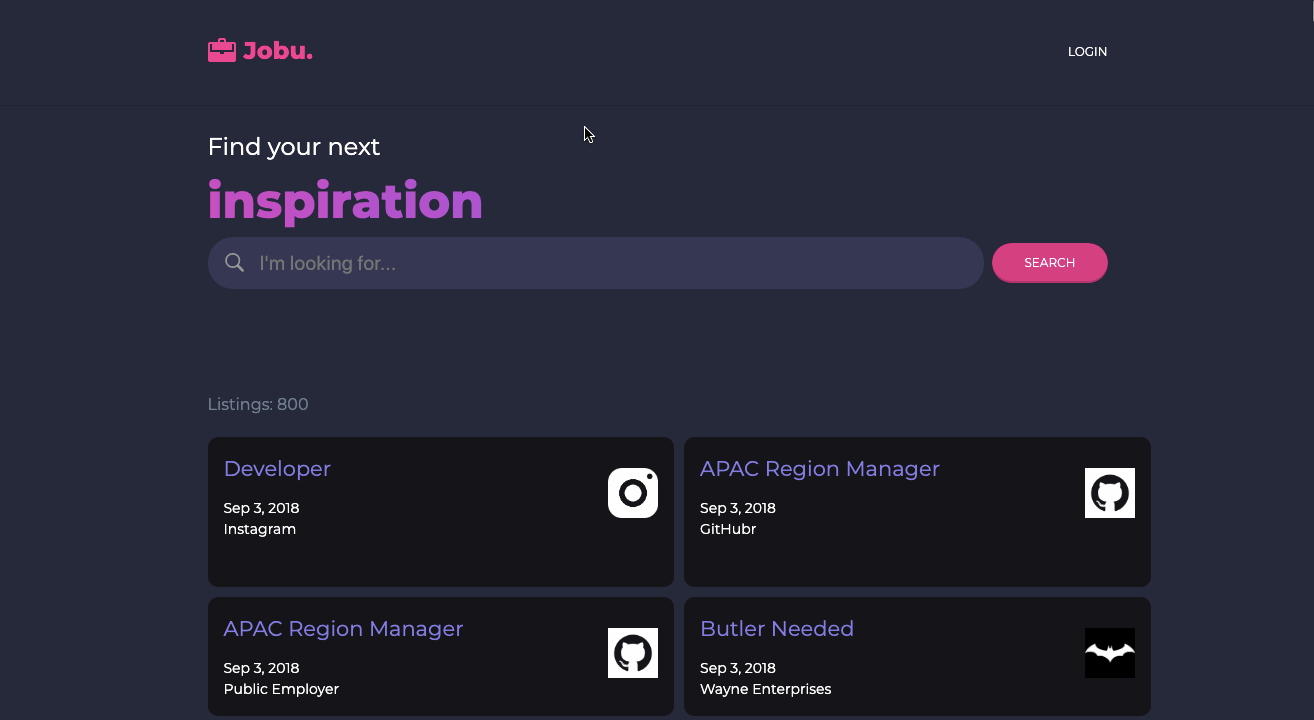 Jobu.
LOGIN
Find your next
inspiration
I'm looking for...
SEARCH
Listings: 800
Developer
Sep 3, 2018
Instagram
APAC Region Manager
Sep 3, 2018
GitHubr
APAC Region Manager
Sep 3, 2018
Public Employer
Butler Needed
Sep 3, 2018
Wayne Enterprises